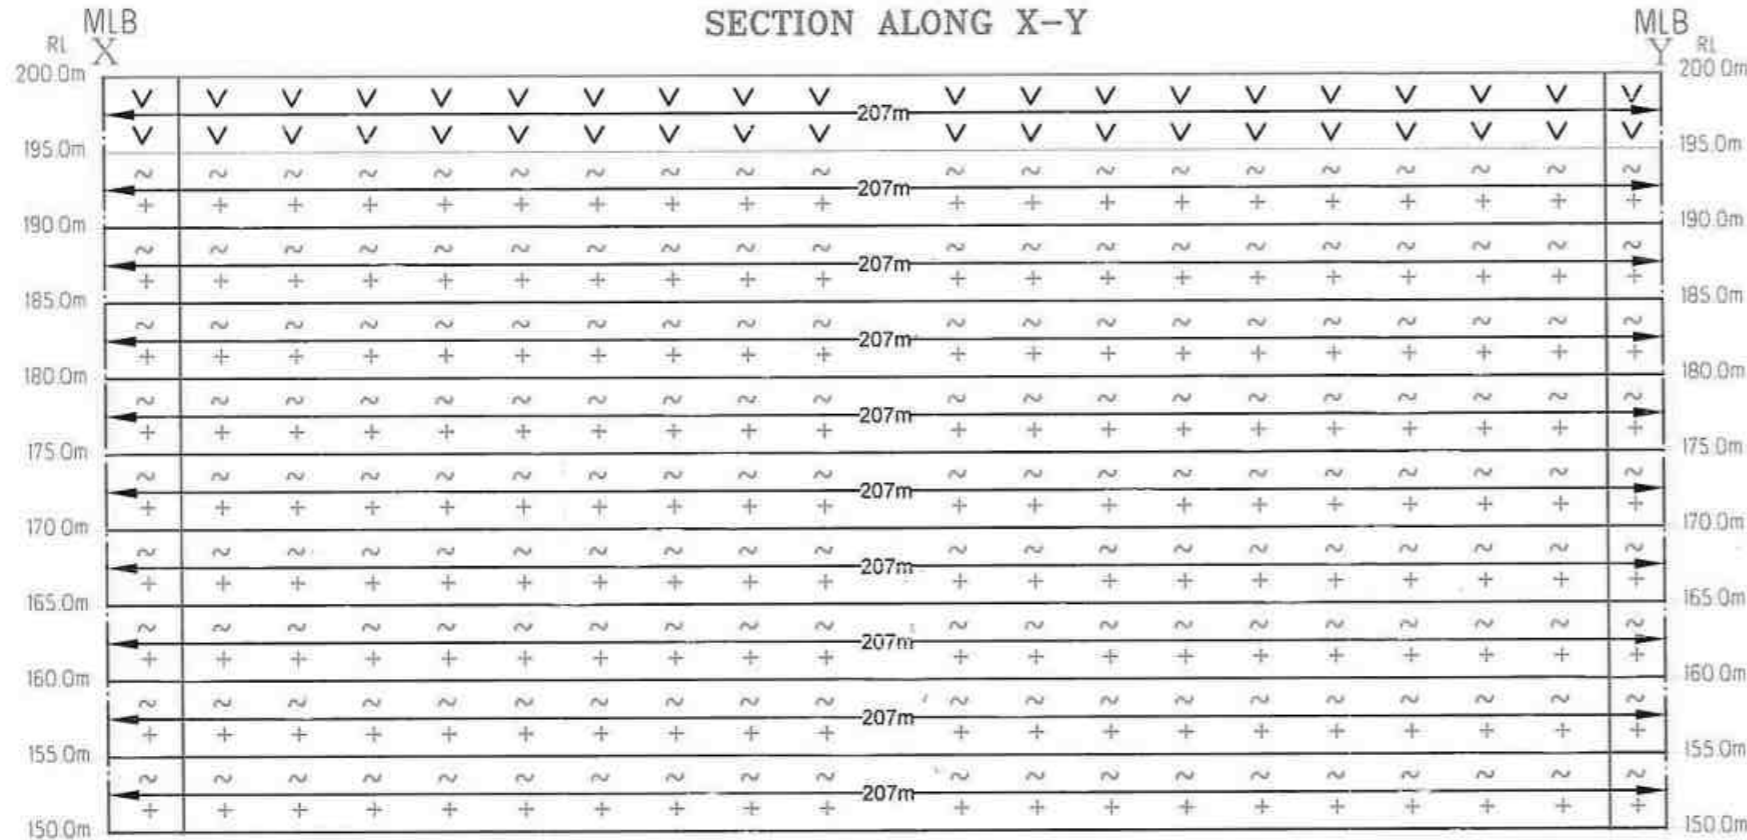 MLB SECTION ALONG X-Y MLB
RL X Y RL
200.0m 200.0m
207m
195.0m 195.0m
207m
190.0m 190.0m
207m
185.0m 185.0m
207m
180.0m 180.0m
207m
175.0m 175.0m
207m
170.0m 170.0m
207m
165.0m 165.0m
207m
160.0m 160.0m
207m
155.0m 155.0m
207m
150.0m 150.0m